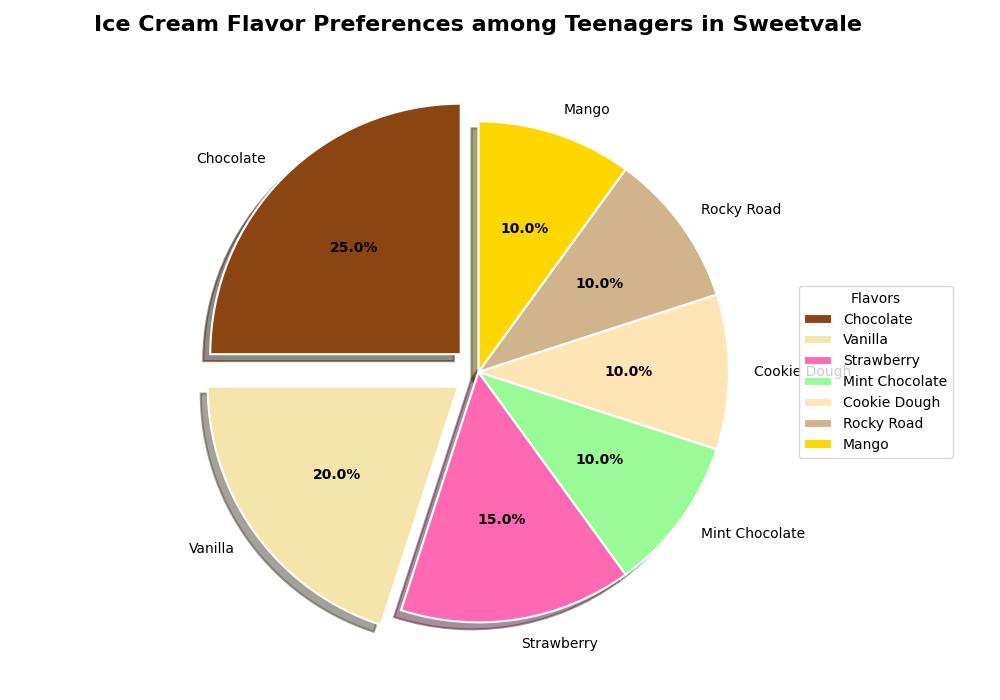 Ice Cream Flavor Preferences among Teenagers in Sweetvale
Mango
Chocolate
Rocky Road
10.0%
25.0%
10.0%
Flavors
Chocolate
Vanilla
Strawberry
Mint Chocolate
Cookie Dough
Rocky Road
Mango
10.0%
Cookie Dough
10.0%
20.0%
15.0%
Mint Chocolate
Vanilla
Strawberry